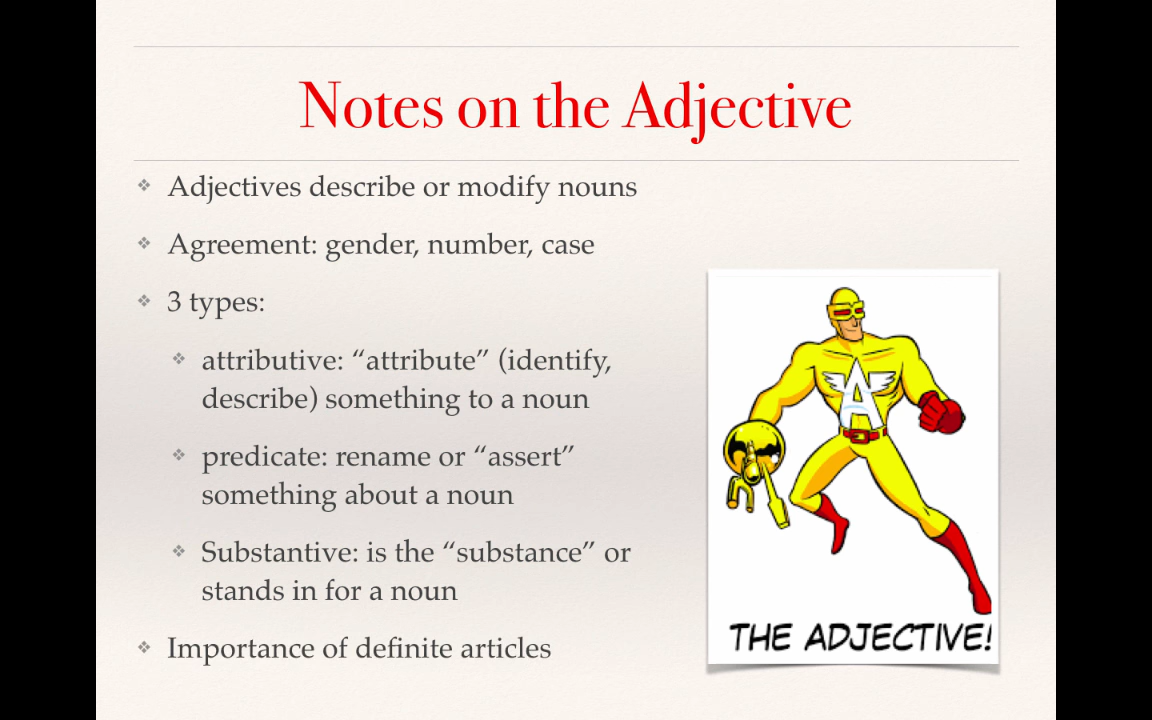 Notes on the Adjective
❖ Adjectives describe or modify nouns
❖ Agreement: gender, number, case
❖ 3 types:
❖ attributive: “attribute” (identify,
describe) something to a noun
❖ predicate: rename or “assert”
something about a noun
❖ Substantive: is the “substance” or
stands in for a noun
❖ Importance of definite articles
A
THE ADJECTIVE!